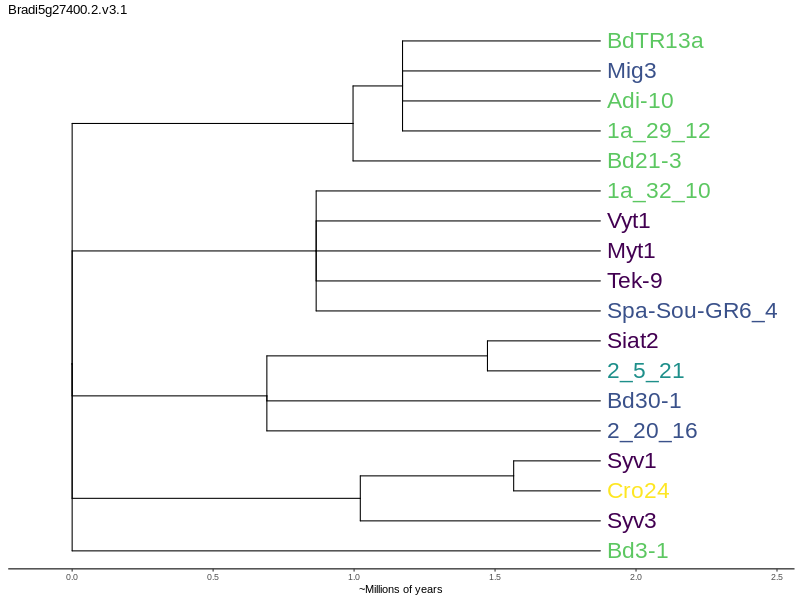 Bradi5g27400.2.v3.1
BdTR13a
Mig3
Adi-10
1a_29_12
Bd21-3
1a_32_10
Vyt1
Myt1
Tek-9
Spa-Sou-GR6_4
Siat2
2_5_21
Bd30-1
2_20_16
Syv1
Cro24
Syv3
Bd3-1
0.0 0.5 1.0 1.5 2.0 2.5
~Millions of years